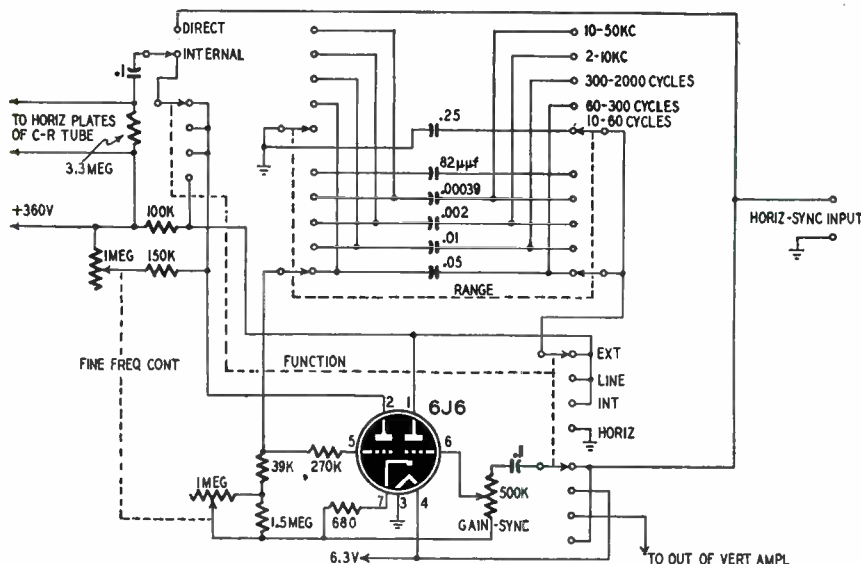 DIRECT
INTERNAL
.1
TO HORIZ PLATES
OF C-R TUBE
3.3MEG
+360V
100K
1MEG
150K
FINE FREQ CONT
FUNCTION
RANGE
.25
82μμf
.00039
.002
.01
.05
10-50KC
2-10KC
300-2000 CYCLES
60-300 CYCLES
10-60 CYCLES
HORIZ-SYNC INPUT
EXT
LINE
INT
HORIZ
2
1
6J6
5
6
7
3
4
39K
270K
1MEG
1.5MEG
680
.1
500K
GAIN-SYNC
6.3V
TO OUT OF VERT AMPL